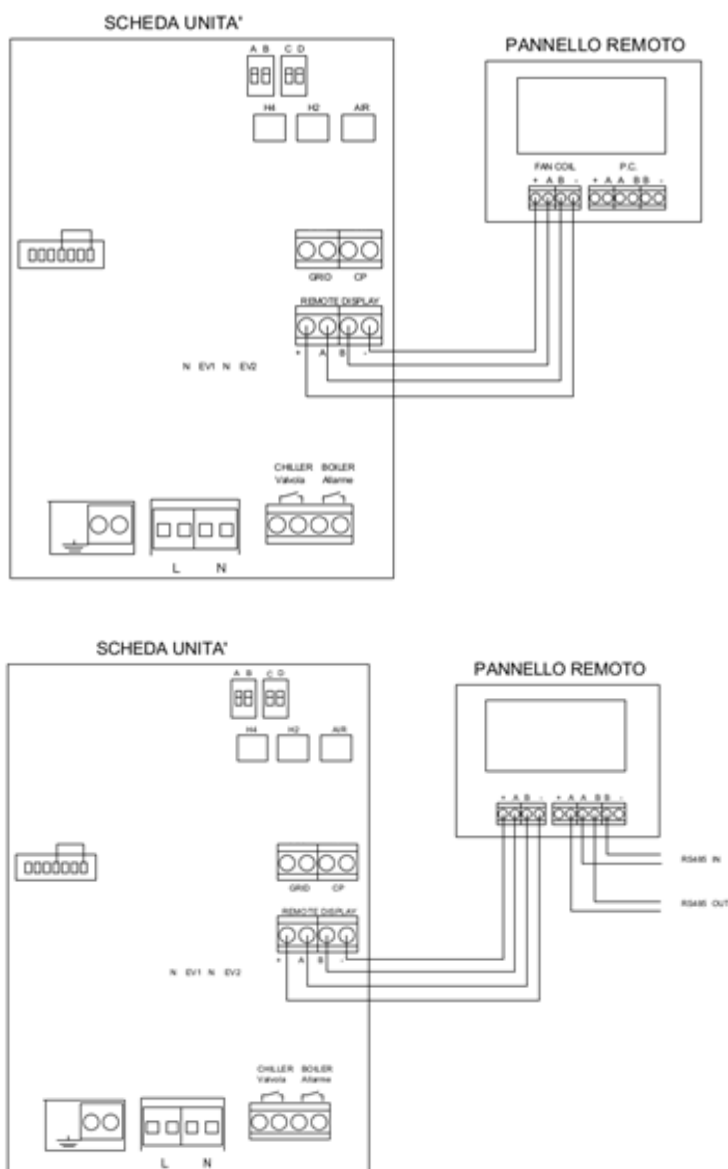 SCHEDA UNITA'
PANNELLO REMOTO
A B C D
H4 H2 AIR
FAN COIL P.C.
+ A B - + A A B B -
GRID CP
REMOTE DISPLAY
+ A B -
N EV1 N EV2
CHILLER BOILER
Valvola Allarme
L N
SCHEDA UNITA'
PANNELLO REMOTO
A B C D
H4 H2 AIR
+ A B - + A A B B -
RS485 IN
GRID CP
RS485 OUT
REMOTE DISPLAY
+ A B -
N EV1 N EV2
CHILLER BOILER
Valvola Allarme
L N